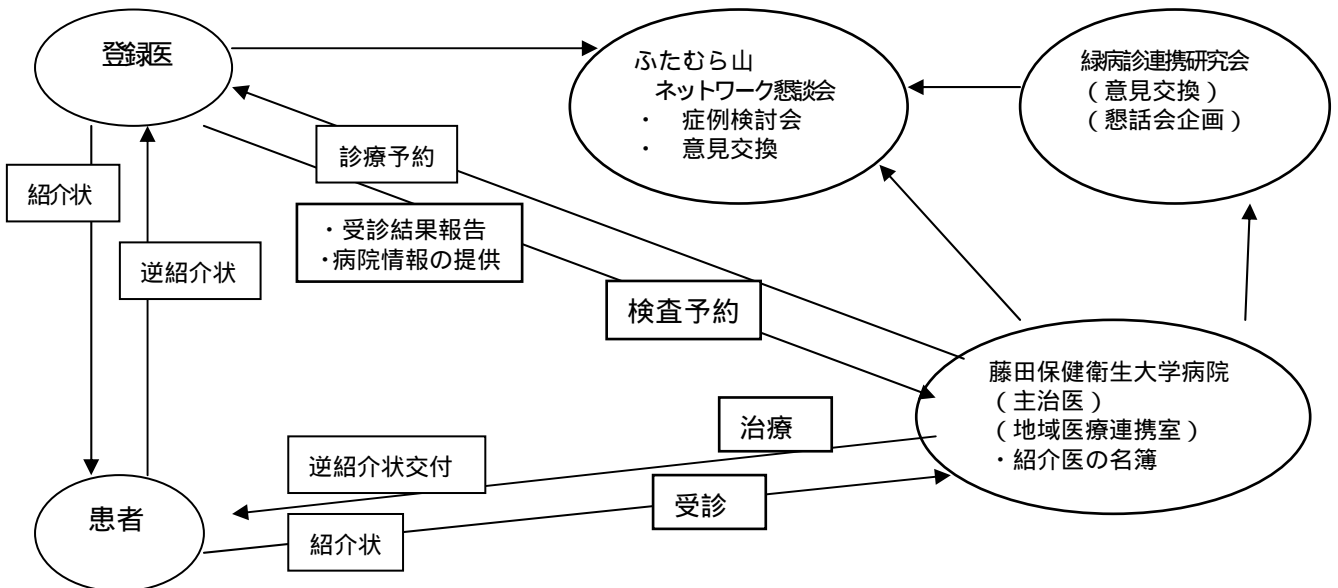 登録医
ふたむら山
ネットワーク懇談会
・ 症例検討会
・ 意見交換
緑病診連携研究会
(意見交換)
(懇話会企画)
診療予約
紹介状
・受診結果報告
・病院情報の提供
逆紹介状
検査予約
藤田保健衛生大学病院
(主治医)
(地域医療連携室)
・紹介医の名簿
治療
逆紹介状交付
受診
患者
紹介状